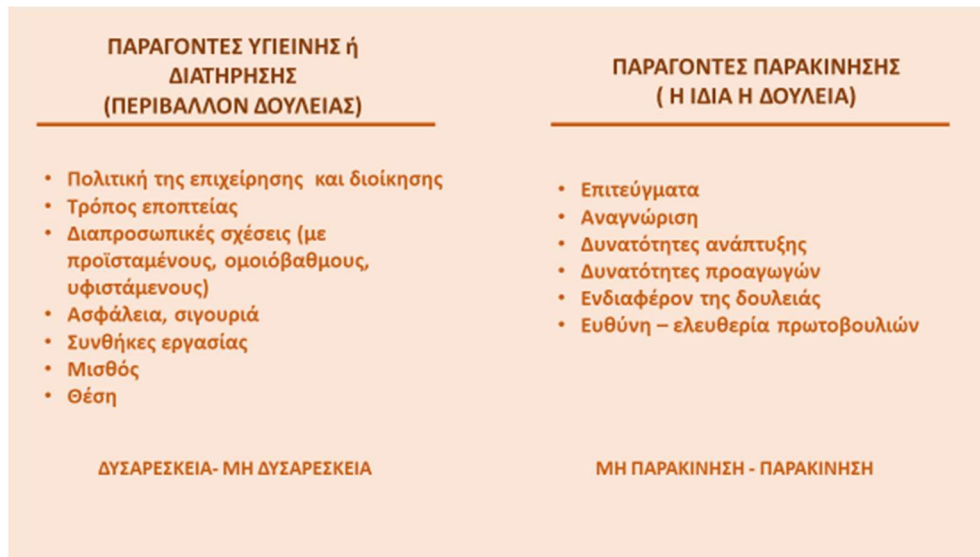 ΠΑΡΑΓΟΝΤΕΣ ΥΓΙΕΙΝΗΣ ή
ΔΙΑΤΗΡΗΣΗΣ
(ΠΕΡΙΒΑΛΛΟΝ ΔΟΥΛΕΙΑΣ)
• Πολιτική της επιχείρησης και διοίκησης
• Τρόπος εποπτείας
• Διαπροσωπικές σχέσεις (με
προϊσταμένους, ομοιόβαθμους,
υφιστάμενους)
• Ασφάλεια, σιγουριά
• Συνθήκες εργασίας
• Μισθός
• Θέση
ΔΥΣΑΡΕΣΚΕΙΑ- ΜΗ ΔΥΣΑΡΕΣΚΕΙΑ
ΠΑΡΑΓΟΝΤΕΣ ΠΑΡΑΚΙΝΗΣΗΣ
( Η ΙΔΙΑ Η ΔΟΥΛΕΙΑ)
• Επιτεύγματα
• Αναγνώριση
• Δυνατότητες ανάπτυξης
• Δυνατότητες προαγωγών
• Ενδιαφέρον της δουλειάς
• Ευθύνη – ελευθερία πρωτοβουλιών
ΜΗ ΠΑΡΑΚΙΝΗΣΗ - ΠΑΡΑΚΙΝΗΣΗ